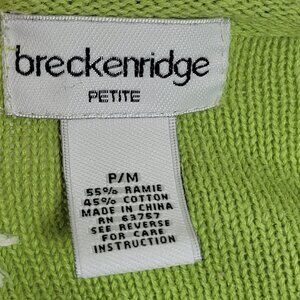 breckenridge
PETITE
P/M
55% RAMIE
45% COTTON
MADE IN CHINA
RN 63757
SEE REVERSE
FOR CARE
INSTRUCTION